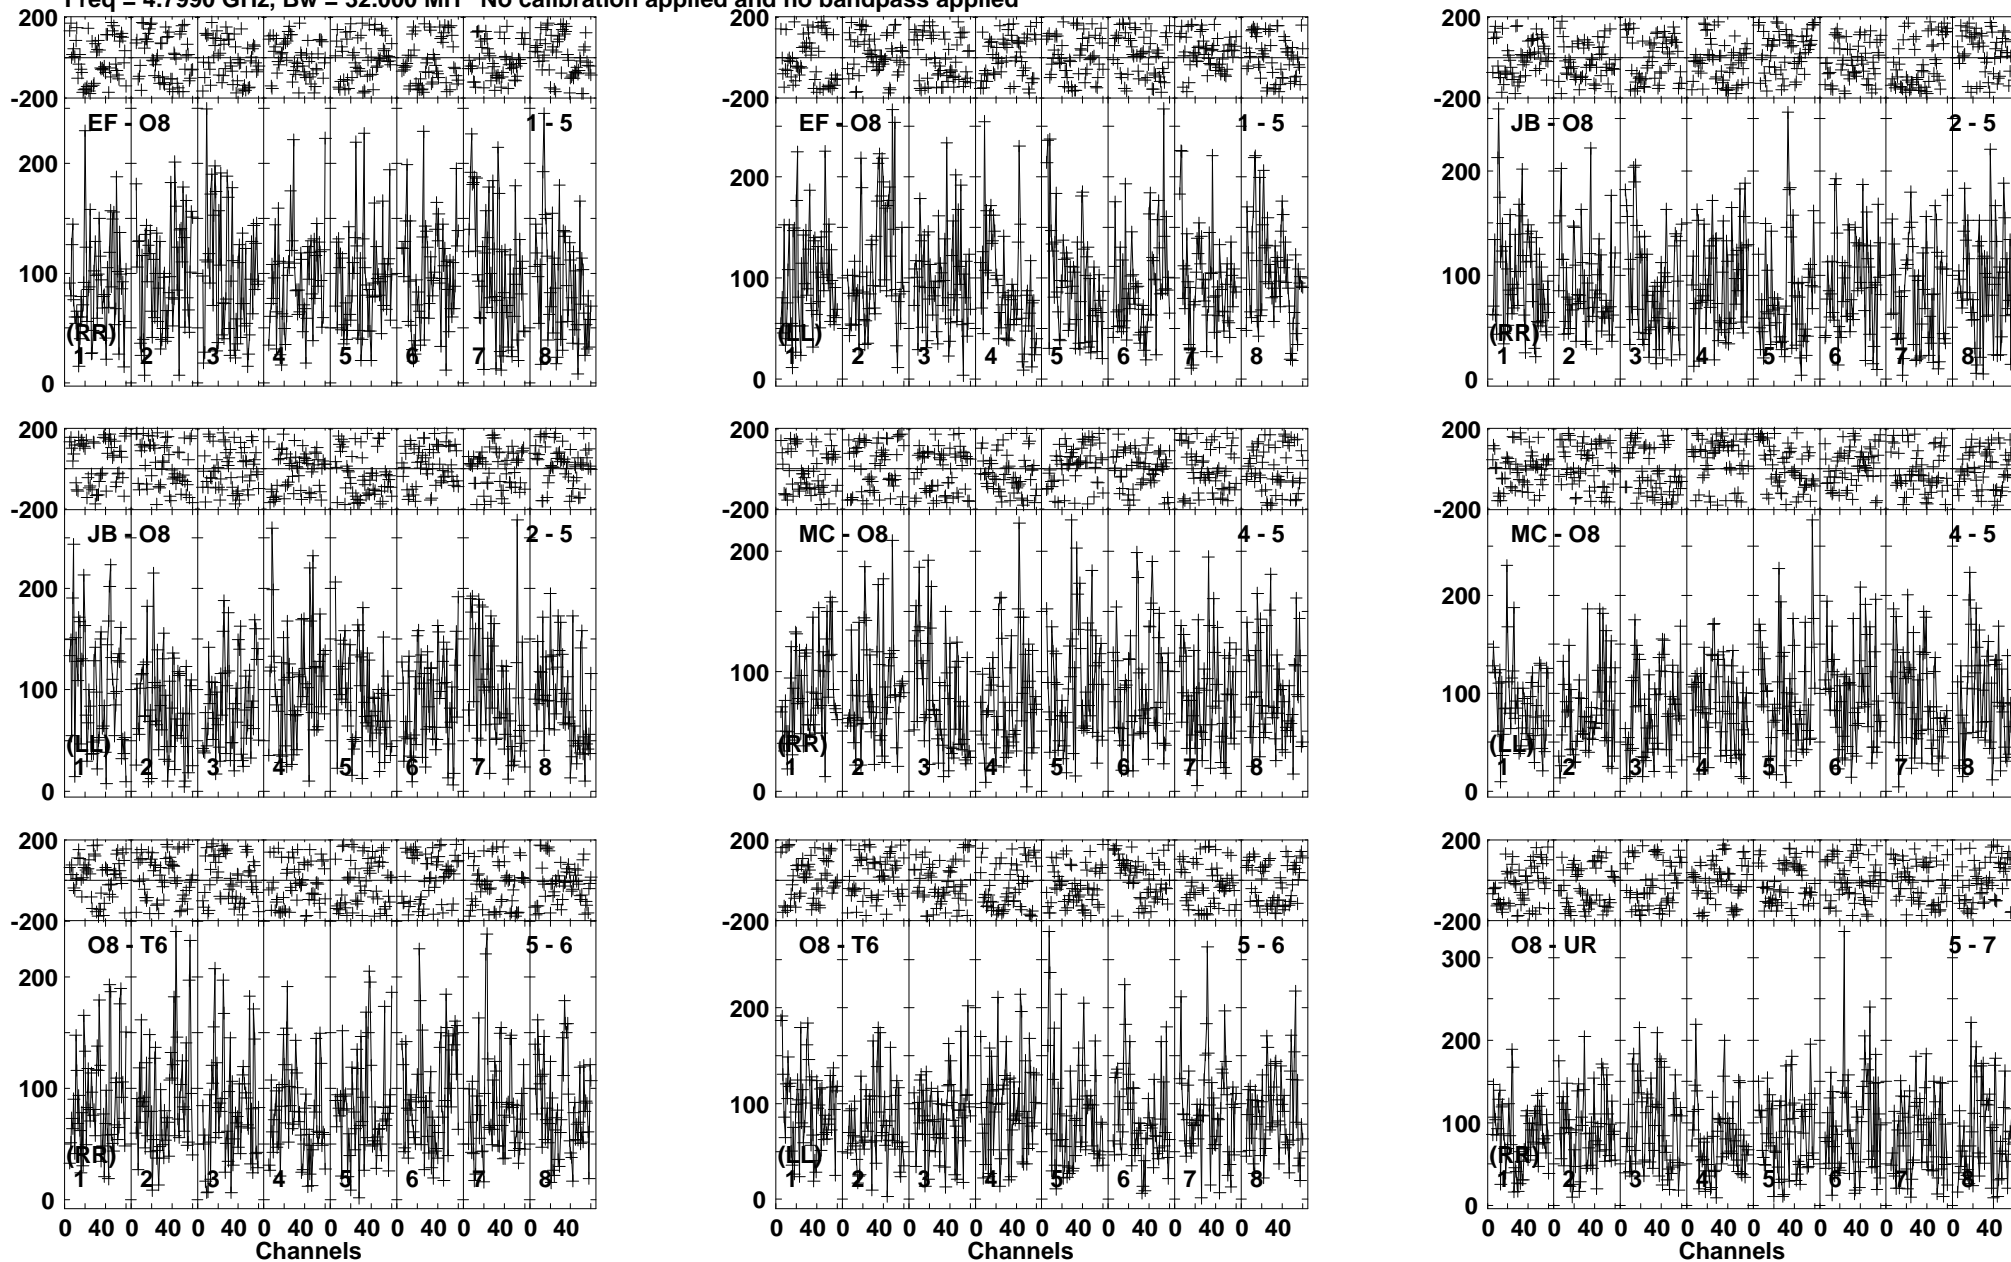 Freq = 4.7990 GHz, Bw = 32.000 MH No calibration applied and no bandpass applied
200 200 200
-200 -200 -200
EF - O8 1 - 5 EF - O8 1 - 5 JB - O8 2 - 5
200 200 200
100 100 100
(RR) (LL) (RR)
1 2 3 4 5 6 7 8 1 2 3 4 5 6 7 8 1 2 3 4 5 6 7 8
0 0 0
200 200 200
-200 -200 -200
JB - O8 2 - 5 MC - O8 4 - 5 MC - O8 4 - 5
200 200 200
100 100 100
(LL) (RR) (LL)
1 2 3 4 5 6 7 8 1 2 3 4 5 6 7 8 1 2 3 4 5 6 7 8
0 0 0
200 200 200
-200 -200 -200
O8 - T6 5 - 6 O8 - T6 5 - 6 O8 - UR 5 - 7
200 200 300
100 100 200
100
(RR) (LL) (RR)
1 2 3 4 5 6 7 8 1 2 3 4 5 6 7 8 1 2 3 4 5 6 7 8
0 0 0
0 40 0 40 0 40 0 40 0 40 0 40 0 40 0 40 0 40 0 40 0 40 0 40 0 40 0 40 0 40 0 40 0 40 0 40 0 40 0 40 0 40 0 40 0 40 0 40
Channels Channels Channels